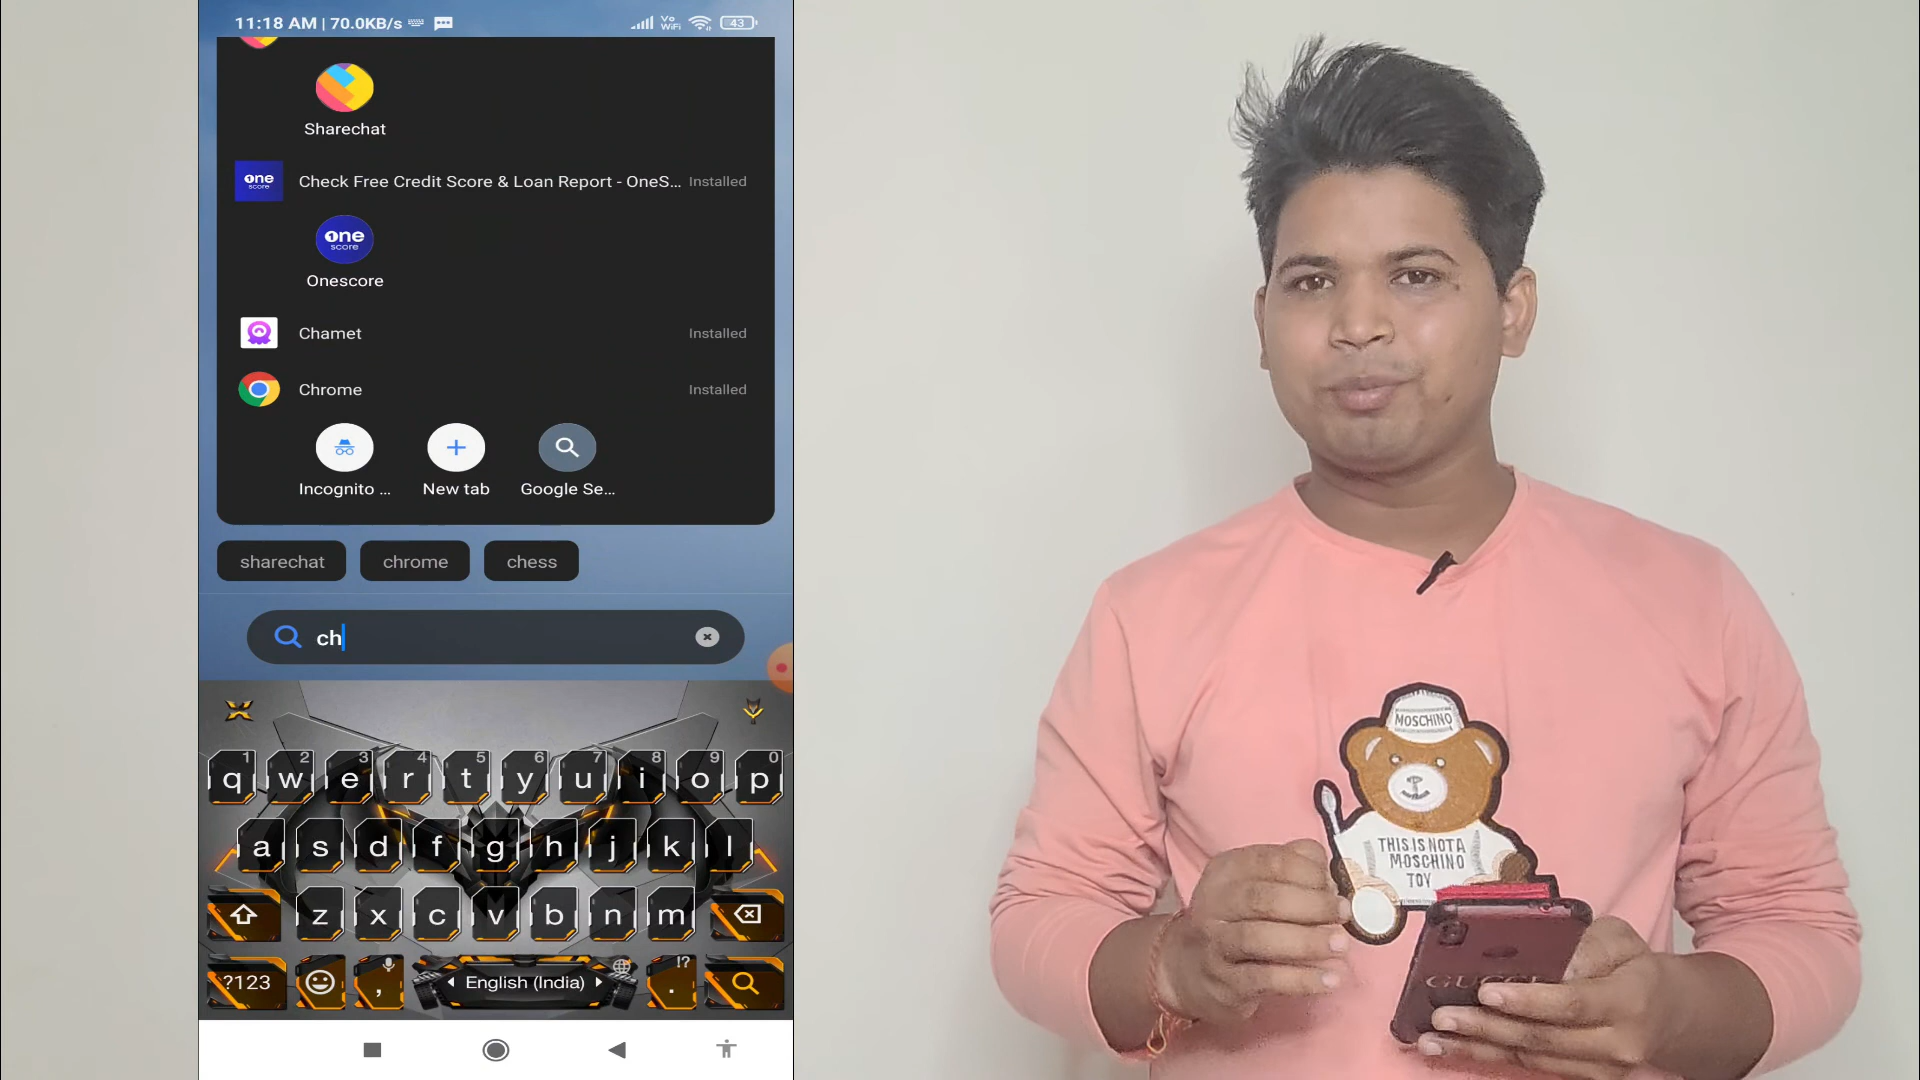 11:18 AM | 70.0KB/s
Vo
WiFi
43
Sharechat
one
score
Check Free Credit Score & Loan Report - OneS... Installed
one
score
Onescore
Chamet Installed
Chrome Installed
Incognito ... New tab Google Se...
sharechat chrome chess
ch
1 2 3 4 5 6 7 8 9 0
q w e r t y u i o p
a s d f g h j k l
z x c v b n m
!?
?123 , English (India) .
MOSCHINO
THIS IS NOT A
MOSCHINO
TOY